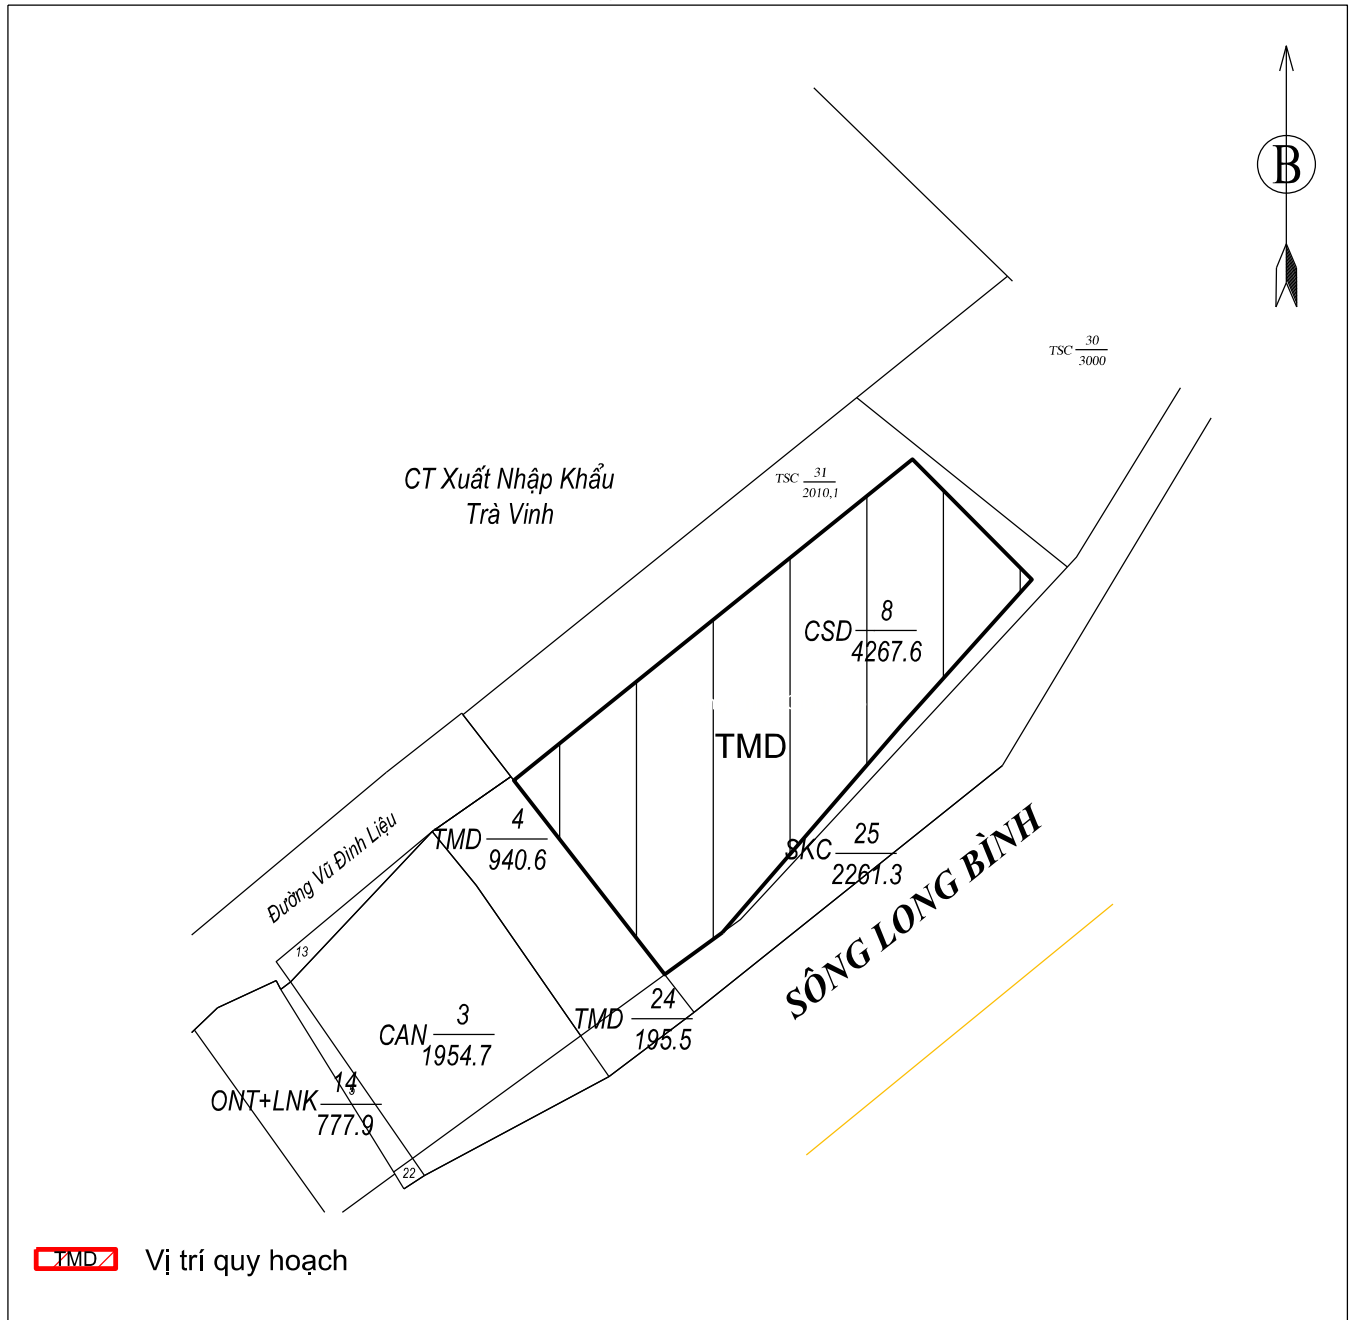 B
TSC 30
3000
CT Xuất Nhập Khẩu
Trà Vinh
TSC 31
2010,1
CSD 8
4267.6
TMD
TMD 4
940.6
Đường Vũ Đình Liệu
SKC 25
2261.3
SÔNG LONG BÌNH
13
TMD 24
195.5
CAN 3
1954.7
ONT+LNK 14
777.9
22
TMD
Vị trí quy hoạch